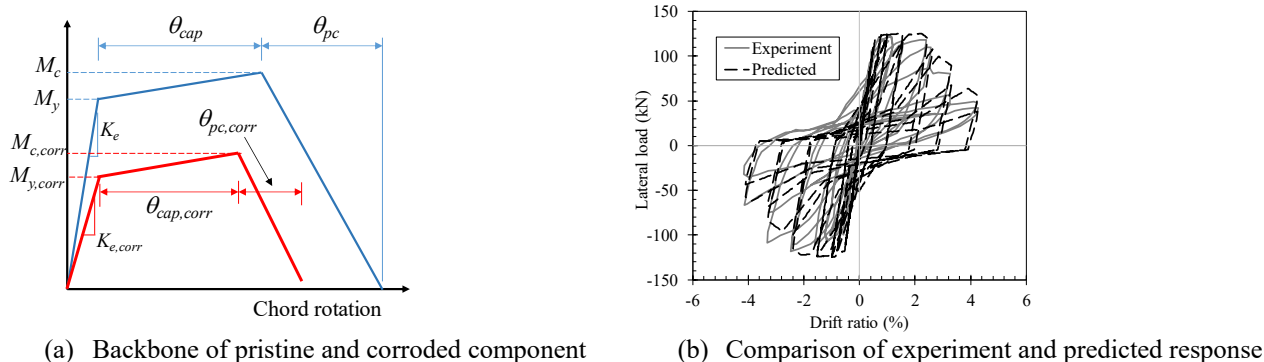 θcap
θpc
Mc
My
Ke
θpc,corr
Mc,corr
My,corr
θcap,corr
Ke,corr
Chord rotation
(a) Backbone of pristine and corroded component
150
100
50
0
-50
-100
-150
-6 -4 -2 0 2 4 6
Lateral load (kN)
Drift ratio (%)
Experiment
Predicted
(b) Comparison of experiment and predicted response